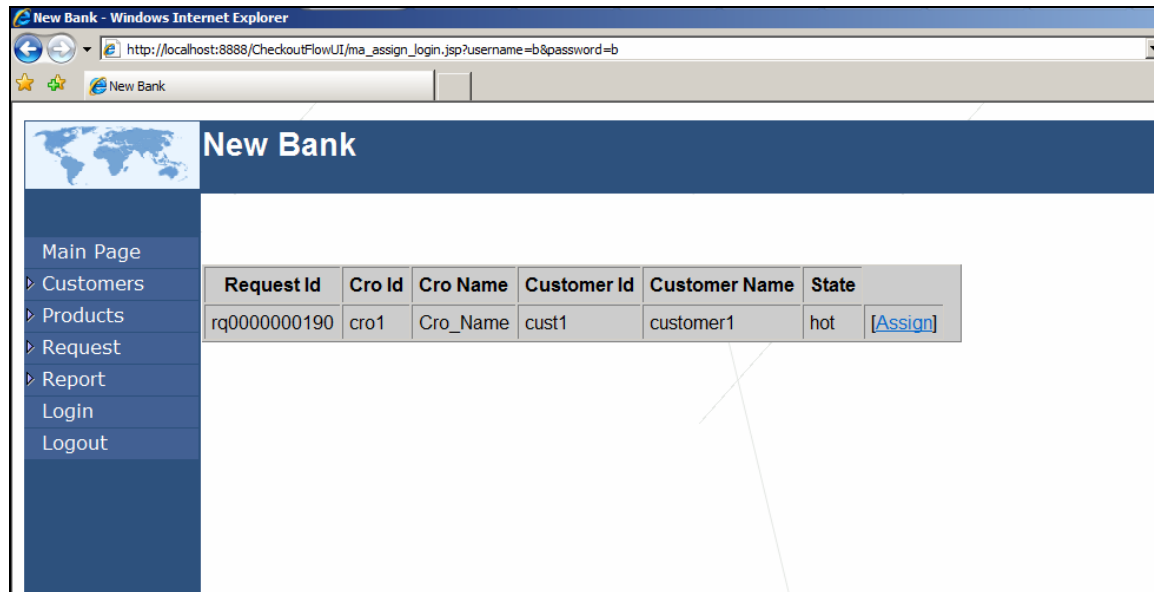 New Bank - Windows Internet Explorer
http://localhost:8888/CheckoutFlowUI/ma_assign_login.jsp?username=b&password=b
New Bank
New Bank
Main Page
Customers
Products
Request
Report
Login
Logout
Request Id Cro Id Cro Name Customer Id Customer Name State
rq0000000190 cro1 Cro_Name cust1 customer1 hot [Assign]